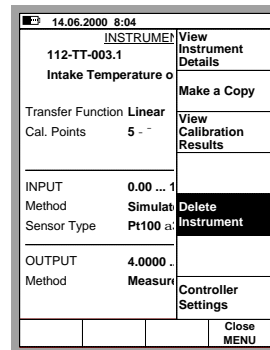 14.06.2000 8:04
INSTRUMEN
112-TT-003.1
Intake Temperature o
Transfer Function Linear
Cal. Points 5 -
INPUT 0.00 ... 1
Method Simulat
Sensor Type Pt100
OUTPUT 4.0000 ..
Method Measure
View
Instrument
Details
Make a Copy
View
Calibration
Results
Delete
Instrument
Controller
Settings
Close
MENU